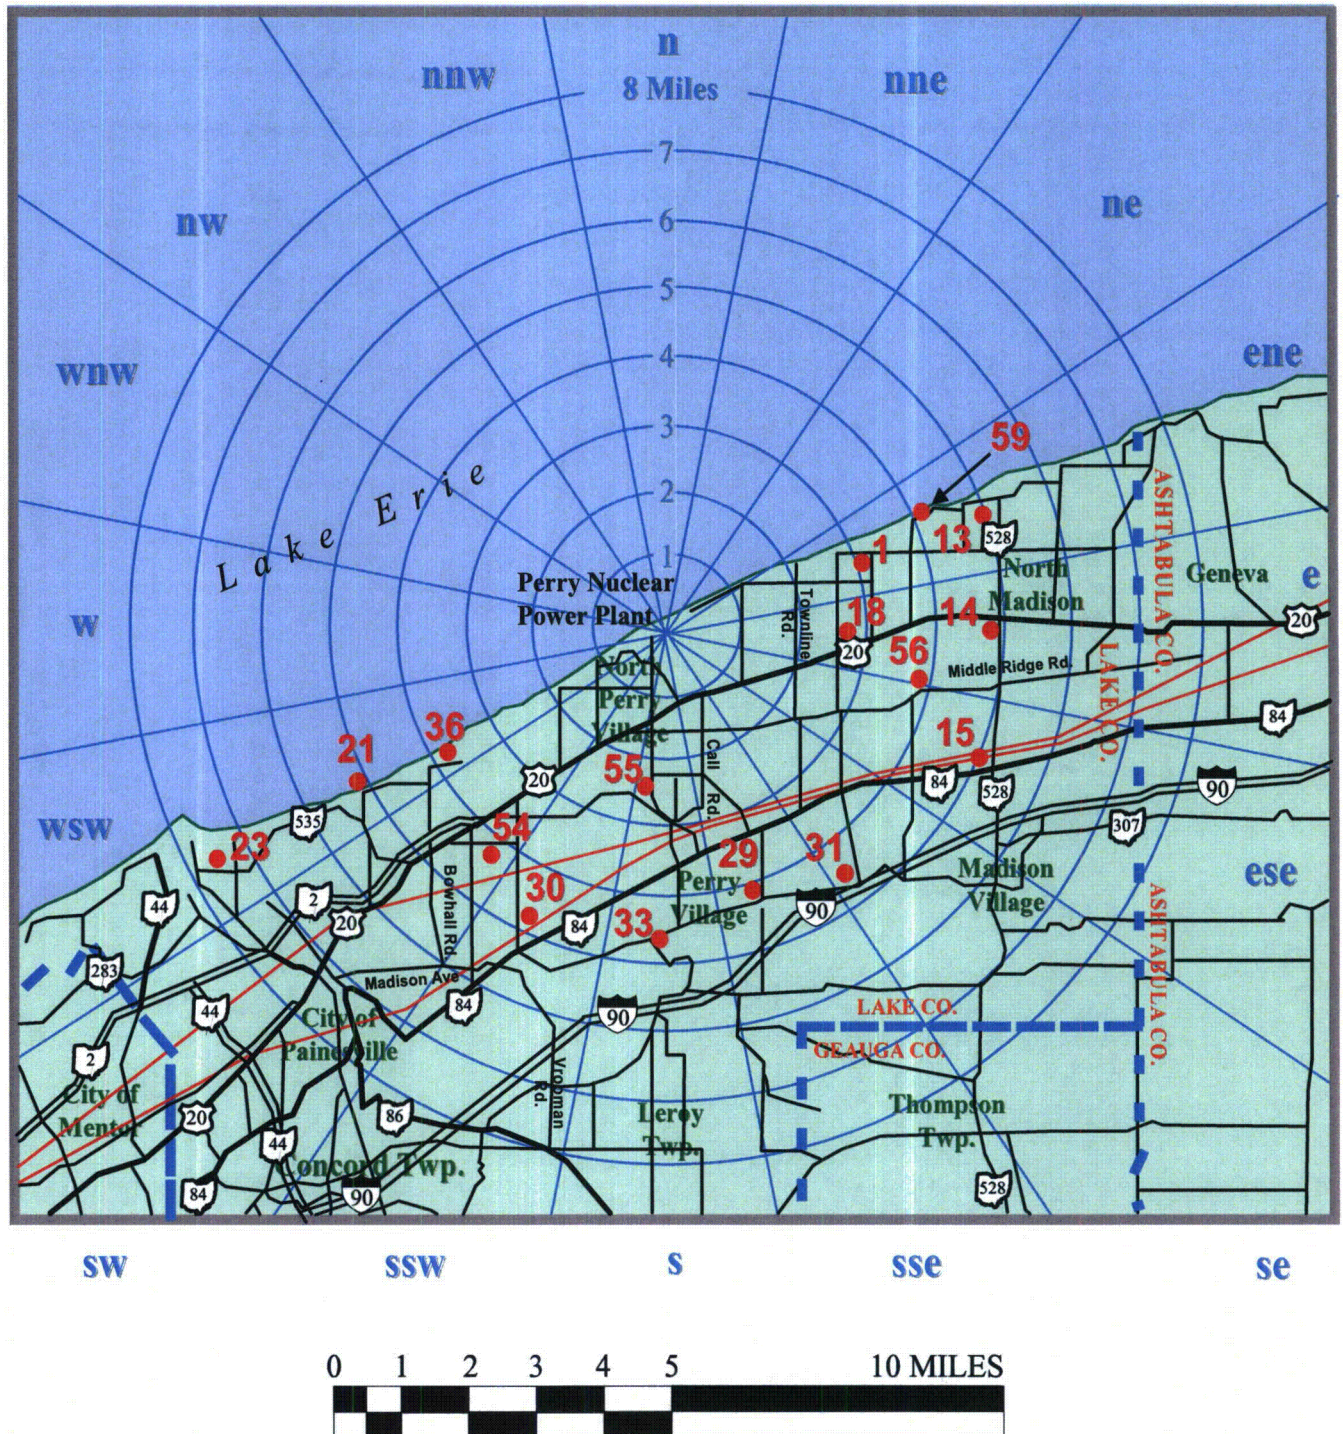 n
nnw
8 Miles
nne
7
nw
6
ne
5
wnw
4
ene
3
59
Lake Erie
2
ASHTABULA CO.
1
1
13
528
Perry Nuclear
Power Plant
North
Madison
Geneva
e
w
Townline
Rd.
18
14
20
20
56
Middle Ridge Rd.
LAKE CO.
North
Perry
Village
84
36
21
15
Call Rd.
55
20
84
528
90
wsw
535
54
307
23
29
31
Madison
Village
ese
Bowhall Rd.
Perry
Village
2
44
30
20
84
33
90
ASHTABULA CO.
283
Madison Ave
84
LAKE CO.
44
City of
Painesville
90
GEAUGA CO.
2
Vrooman
Rd.
City of
Mentor
20
86
Leroy
Twp.
Thompson
Twp.
44
Concord Twp.
84
90
528
sw
ssw
s
sse
se
0 1 2 3 4 5 10 MILES